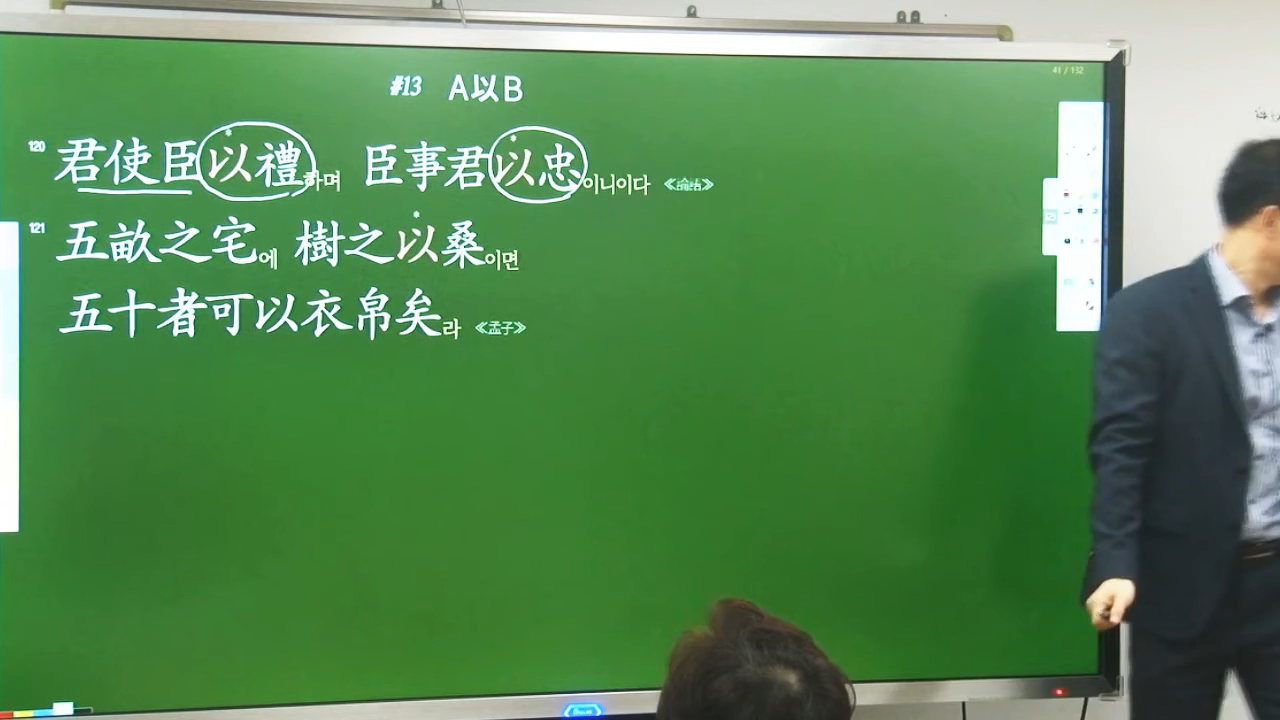 41 / 132
#13 A以B
120 君使臣以禮하며 臣事君以忠이니이다 《論語》
121 五畝之宅에 樹之以桑이면
五十者可以衣帛矣라 《孟子》